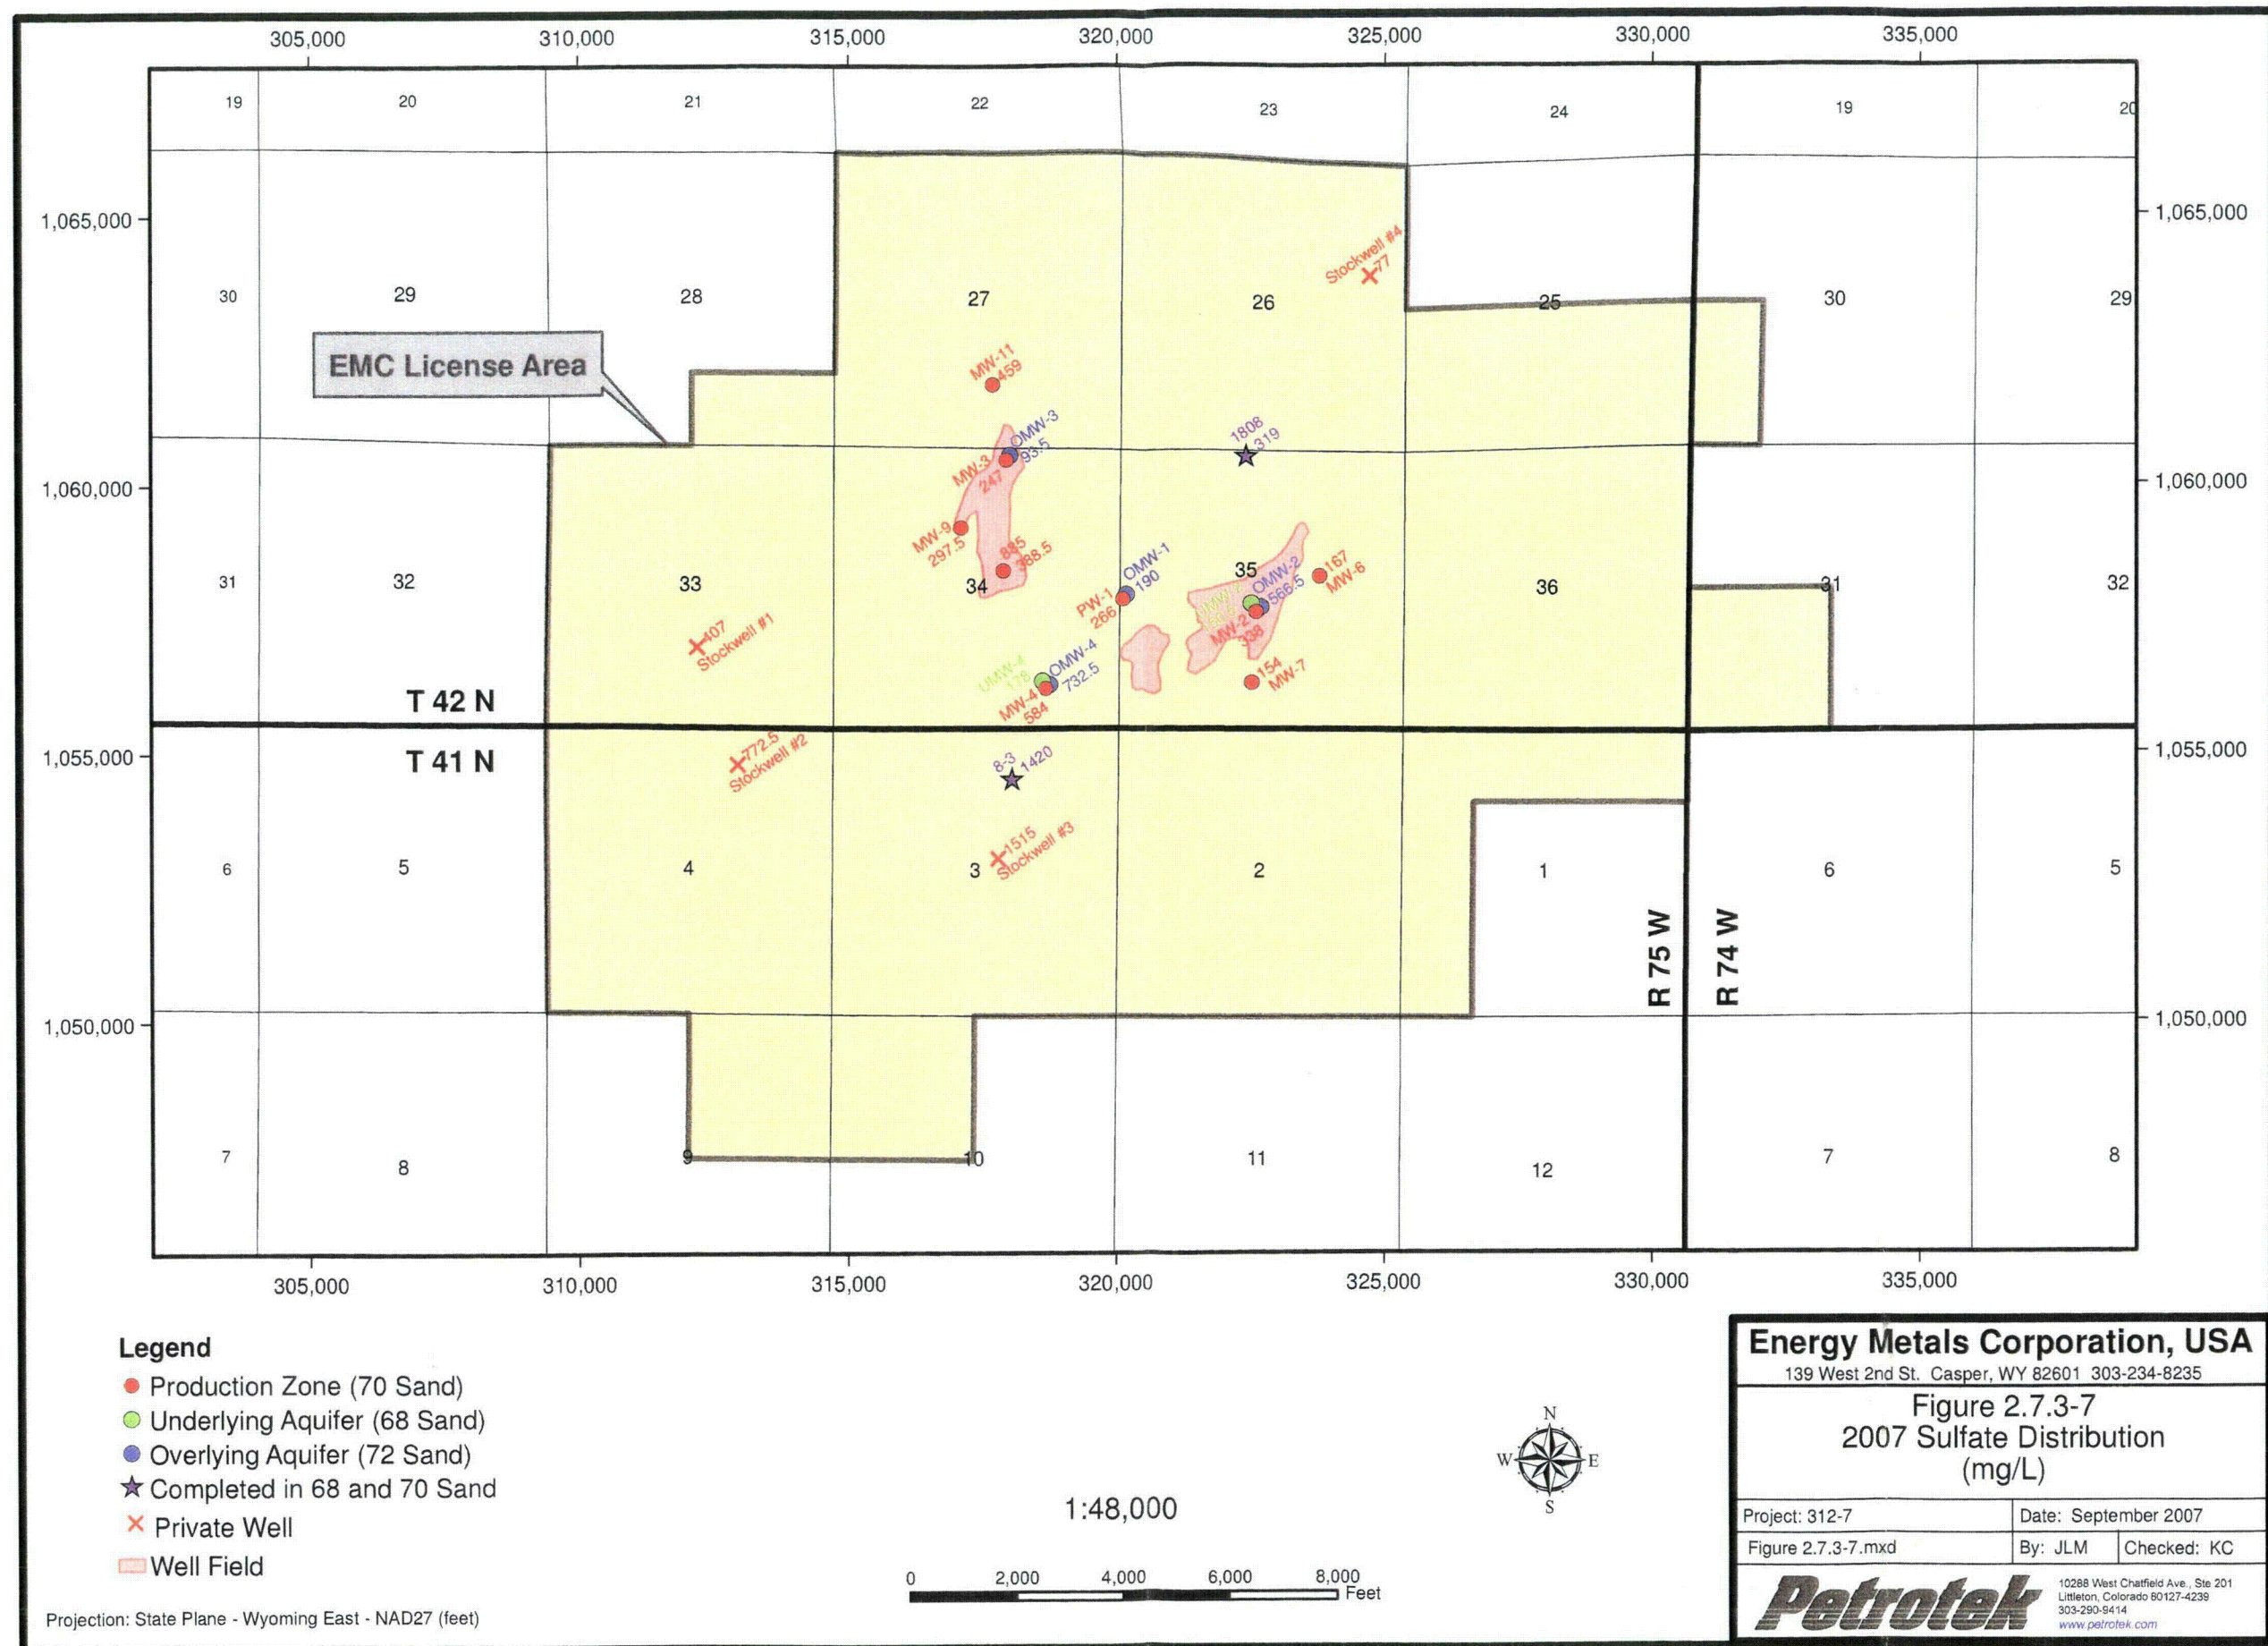 305,000 310,000 315,000 320,000 325,000 330,000 335,000
19 20 21 22 23 24 19 20
1,065,000 1,065,000
Stockwell #4
77
30 29 28 27 26 25 30 29
EMC License Area
MW-11
459
OMW-3
93.5
MW-3
247
1808
319
1,060,000 1,060,000
MW-9
297.5
885
388.5
31 32 33 34 35 36 31 32
OMW-1
190
PW-1
266
OMW-2
566.5
MW-2
338
167
MW-6
407
Stockwell #1
UMW-4
178
OMW-4
732.5
MW-4
584
154
MW-7
T 42 N
T 41 N
1,055,000 1,055,000
772.5
Stockwell #2
8-3
1420
1515
Stockwell #3
6 5 4 3 2 1 6 5
R 75 W
R 74 W
1,050,000 1,050,000
7 8 9 10 11 12 7 8
305,000 310,000 315,000 320,000 325,000 330,000 335,000
Legend
Production Zone (70 Sand)
Underlying Aquifer (68 Sand)
Overlying Aquifer (72 Sand)
Completed in 68 and 70 Sand
Private Well
Well Field
Projection: State Plane - Wyoming East - NAD27 (feet)
1:48,000
0 2,000 4,000 6,000 8,000
Feet
N
W E
S
Energy Metals Corporation, USA
139 West 2nd St. Casper, WY 82601 303-234-8235
Figure 2.7.3-7
2007 Sulfate Distribution
(mg/L)
Project: 312-7 Date: September 2007
Figure 2.7.3-7.mxd By: JLM Checked: KC
Petrotek
10288 West Chatfield Ave., Ste 201
Littleton, Colorado 80127-4239
303-290-9414
www.petrotek.com